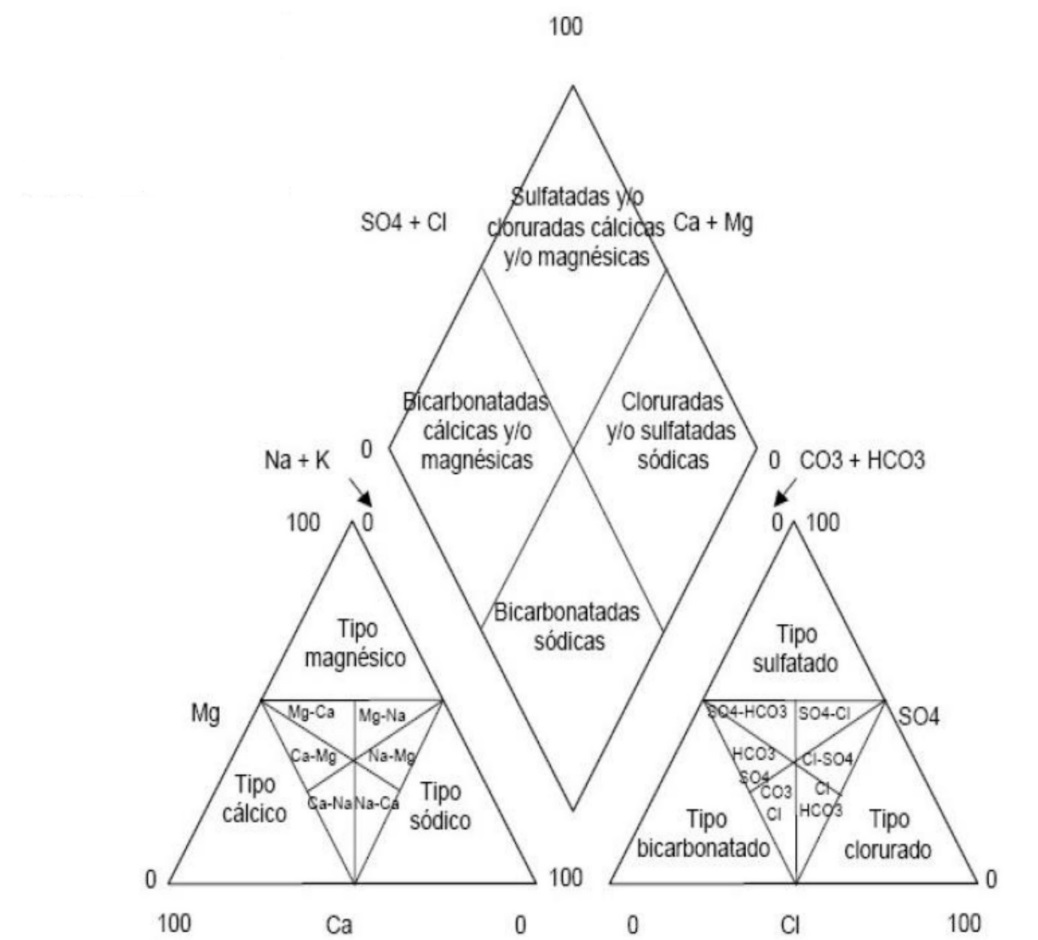 100
Sulfatadas y/o
cloruradas cálcicas
y/o magnésicas
SO4 + Cl
Ca + Mg
Bicarbonatadas
cálcicas y/o
magnésicas
Cloruradas
y/o sulfatadas
sódicas
0
0
Na + K
CO3 + HCO3
100
0
0
100
Bicarbonatadas
sódicas
Tipo
magnésico
Mg
Mg-Ca
Mg-Na
Ca-Mg
Na-Mg
Ca-Na
Na-Ca
Tipo
cálcico
Tipo
sódico
0
100
100
Ca
0
Tipo
sulfatado
SO4
SO4-HCO3
SO4-Cl
HCO3
SO4
Cl-SO4
CO3
Cl
Cl
HCO3
Tipo
bicarbonatado
Tipo
clorurado
0
0
Cl
100